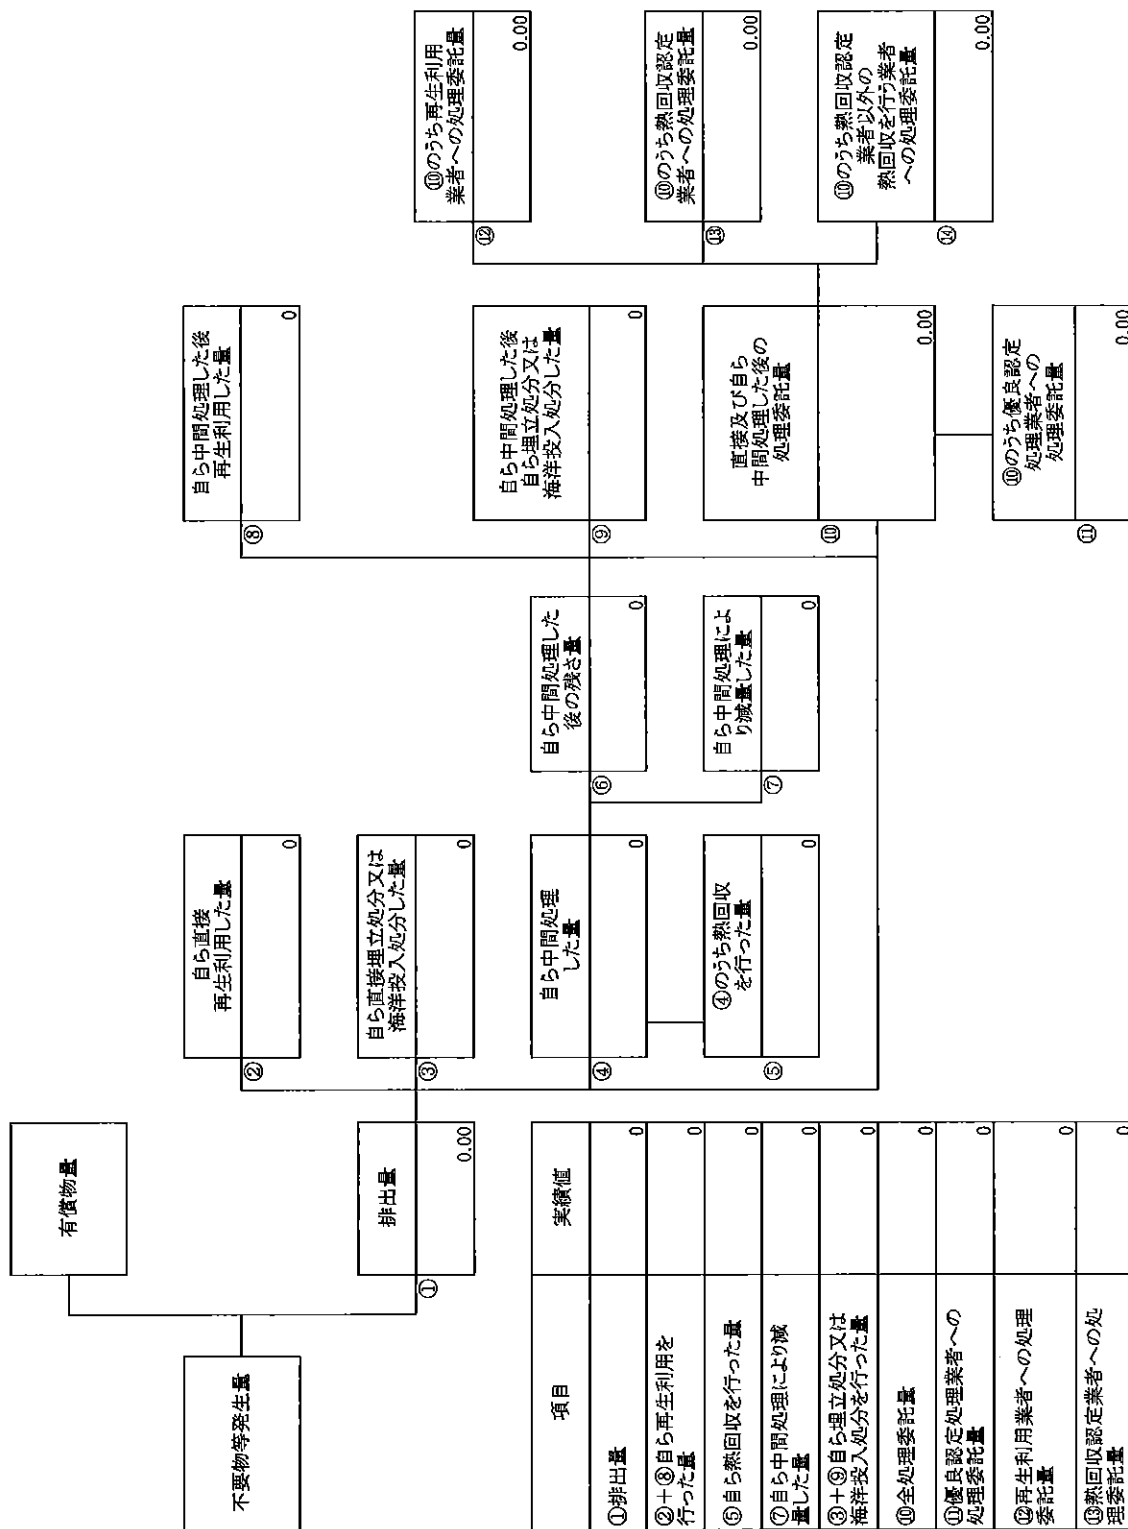 不要物等発生量
有償物量
①
排出量
0.00
②
自ら直接
再生利用した量
0
③
自ら直接埋立処分又は
海洋投入処分した量
0
④
自ら中間処理
した量
0
⑤
④のうち熱回収
を行った量
0
⑥
自ら中間処理した
後の残さ量
0
⑦
自ら中間処理によ
り減量した量
0
⑧
自ら中間処理した後
再生利用した量
0
⑨
自ら中間処理した後
自ら埋立処分又は
海洋投入処分した量
0
⑩
直接及び自ら
中間処理した後の
処理委託量
0.00
⑪
⑩のうち優良認定
処理業者への
処理委託量
0.00
⑫
⑩のうち再生利用
業者への処理委託量
0.00
⑬
⑩のうち熱回収認定
業者への処理委託量
0.00
⑭
⑩のうち熱回収認定
業者以外の
熱回収を行う業者
への処理委託量
0.00
項目 実績値
①排出量 0
②＋⑧自ら再生利用を
行った量 0
⑤自ら熱回収を行った量 0
⑦自ら中間処理により減
量した量 0
③＋⑨自ら埋立処分又は
海洋投入処分を行った量 0
⑩全処理委託量 0
⑪優良認定処理業者への
処理委託量 0
⑫再生利用業者への処理
委託量 0
⑬熱回収認定業者への処
理委託量 0